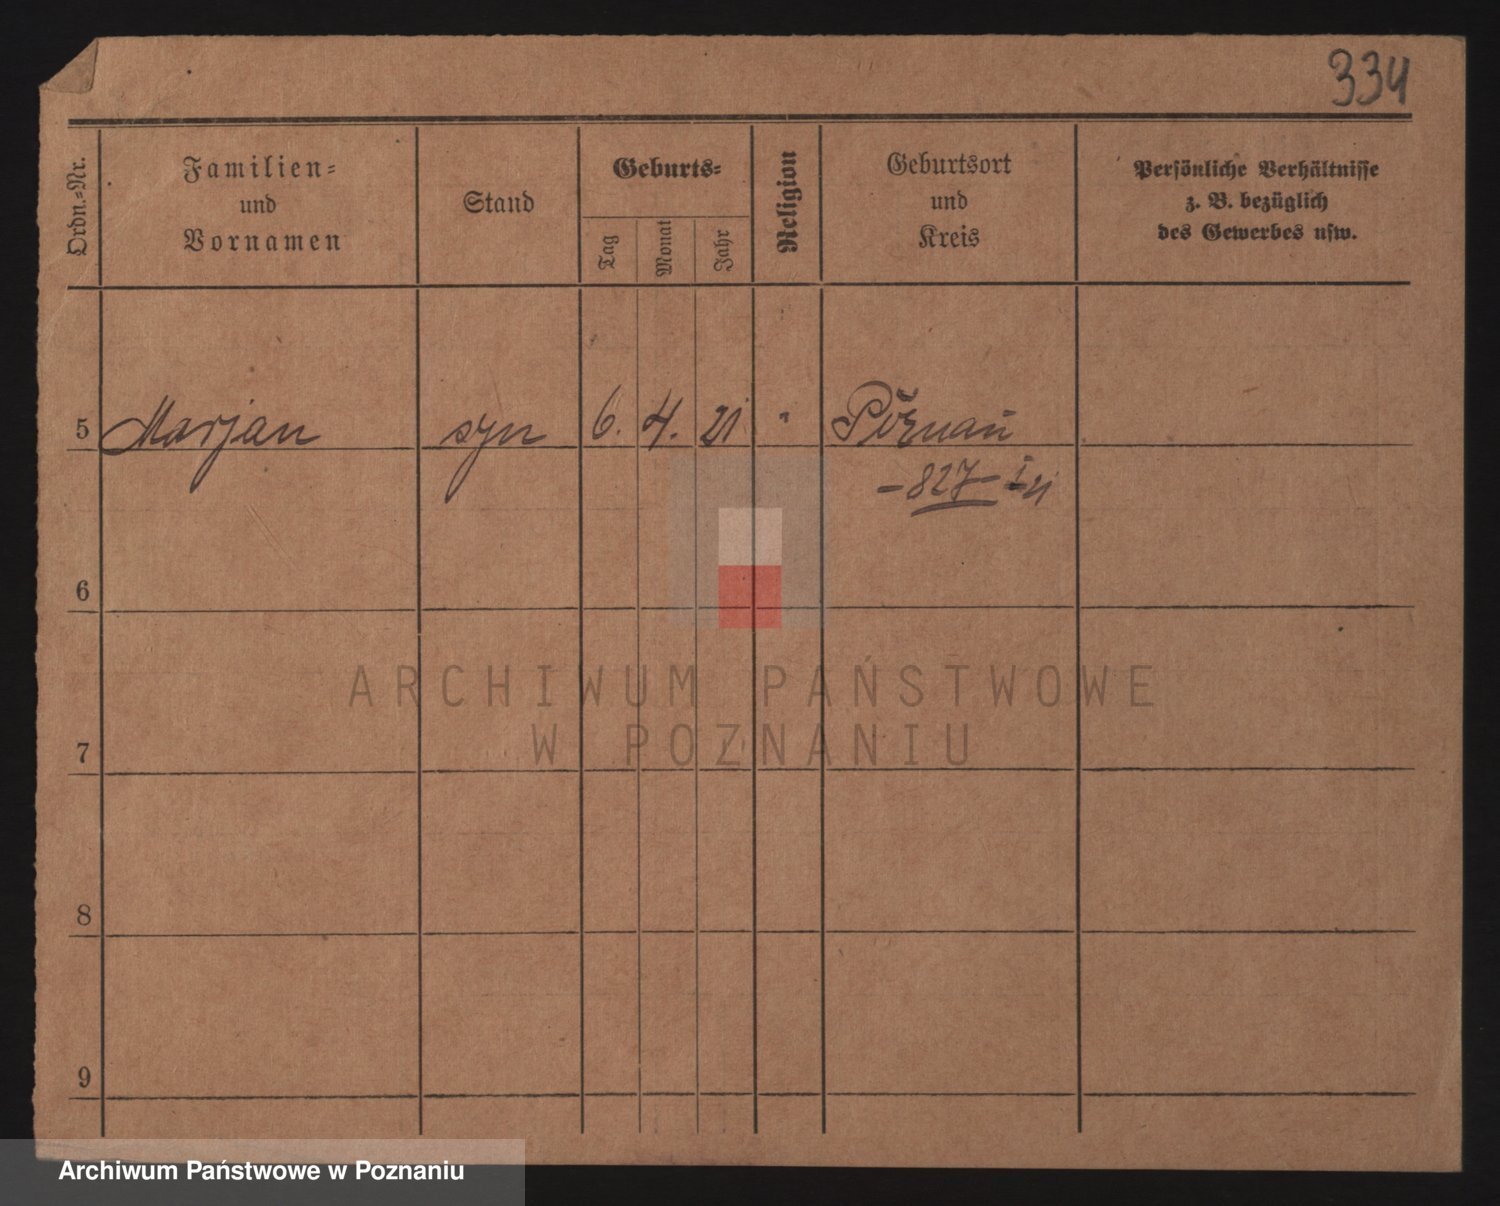 334
Ordn.-Nr.
Familien-
und
Vornamen
Stand
Geburts-
Tag
Monat
Jahr
Religion
Geburtsort
und
Kreis
Persönliche Verhältnisse
z. B. bezüglich
des Gewerbes usw.
5 Marjan syn 6. 4. 21 " Poznań
-827- I 21
6
7
8
9
ARCHIWUM PAŃSTWOWE
W POZNANIU
Archiwum Państwowe w Poznaniu